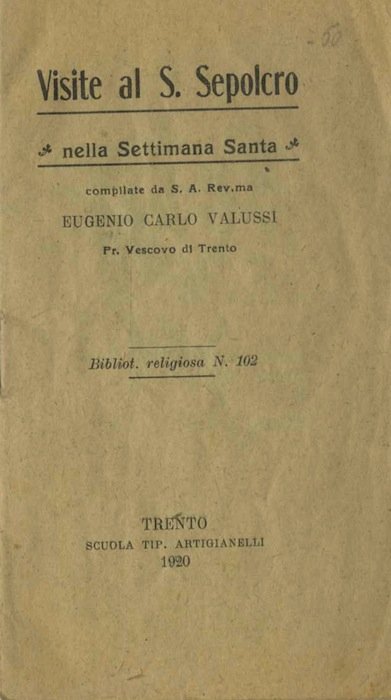 50
Visite al S. Sepolcro
nella Settimana Santa
compilate da S. A. Rev.ma
EUGENIO CARLO VALUSSI
Pr. Vescovo di Trento
Bibliot. religiosa N. 102
TRENTO
SCUOLA TIP. ARTIGIANELLI
1920